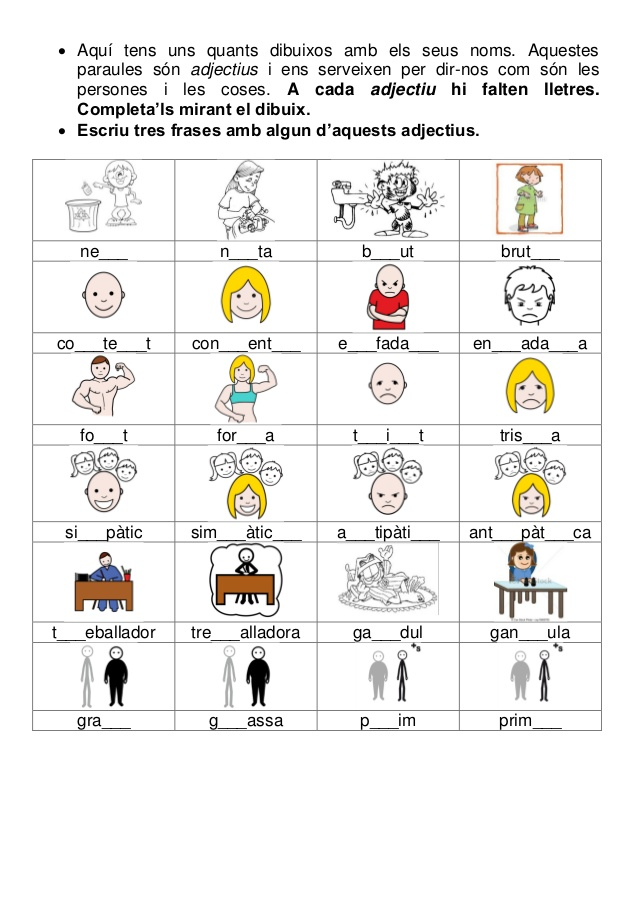 • Aquí tens uns quants dibuixos amb els seus noms. Aquestes
paraules són adjectius i ens serveixen per dir-nos com són les
persones i les coses. A cada adjectiu hi falten lletres.
Completa’ls mirant el dibuix.
• Escriu tres frases amb algun d’aquests adjectius.
ne___ n___ta b___ut brut___
co___te___t con___ent___ e___fada___ en___ada___a
fo___t for___a t___i___t tris___a
si___pàtic sim___àtic___ a___tipàti___ ant___pàt___ca
t___eballador tre___alladora ga___dul gan___ula
+s +s
gra___ g___assa p___im prim___